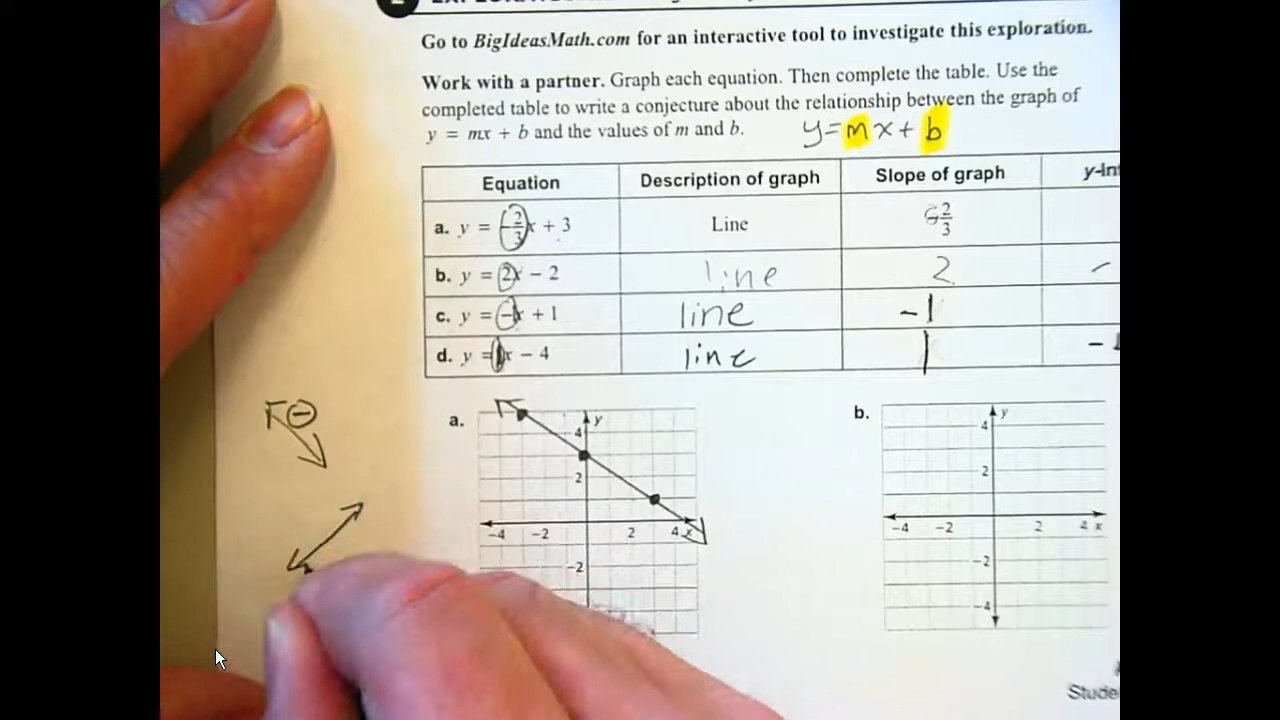 Go to BigIdeasMath.com for an interactive tool to investigate this exploration.
Work with a partner. Graph each equation. Then complete the table. Use the
completed table to write a conjecture about the relationship between the graph of
y = mx + b and the values of m and b.
y=mx+b
Equation Description of graph Slope of graph
a. y = -2/3x + 3 Line -2/3
b. y = 2x − 2 line 2
c. y = -x + 1 line -1
d. y = 1x − 4 line 1
a. y 4 2 -4 -2 2 4 x -2
b. y 4 2 -4 -2 2 4 x -2 -4